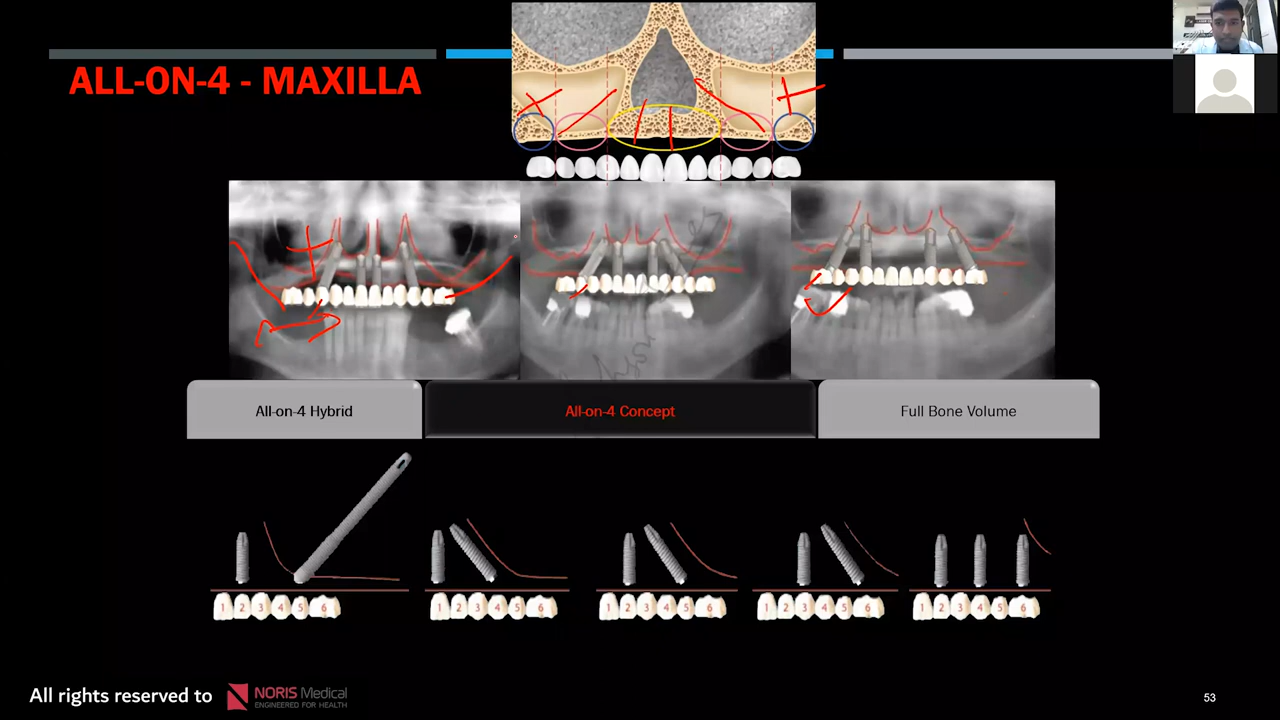 ALL-ON-4 - MAXILLA
All-on-4 Hybrid
All-on-4 Concept
Full Bone Volume
1 2 3 4 5 6
1 2 3 4 5 6
1 2 3 4 5 6
1 2 3 4 5 6
1 2 3 4 5 6
All rights reserved to
NORIS Medical
ENGINEERED FOR HEALTH
53